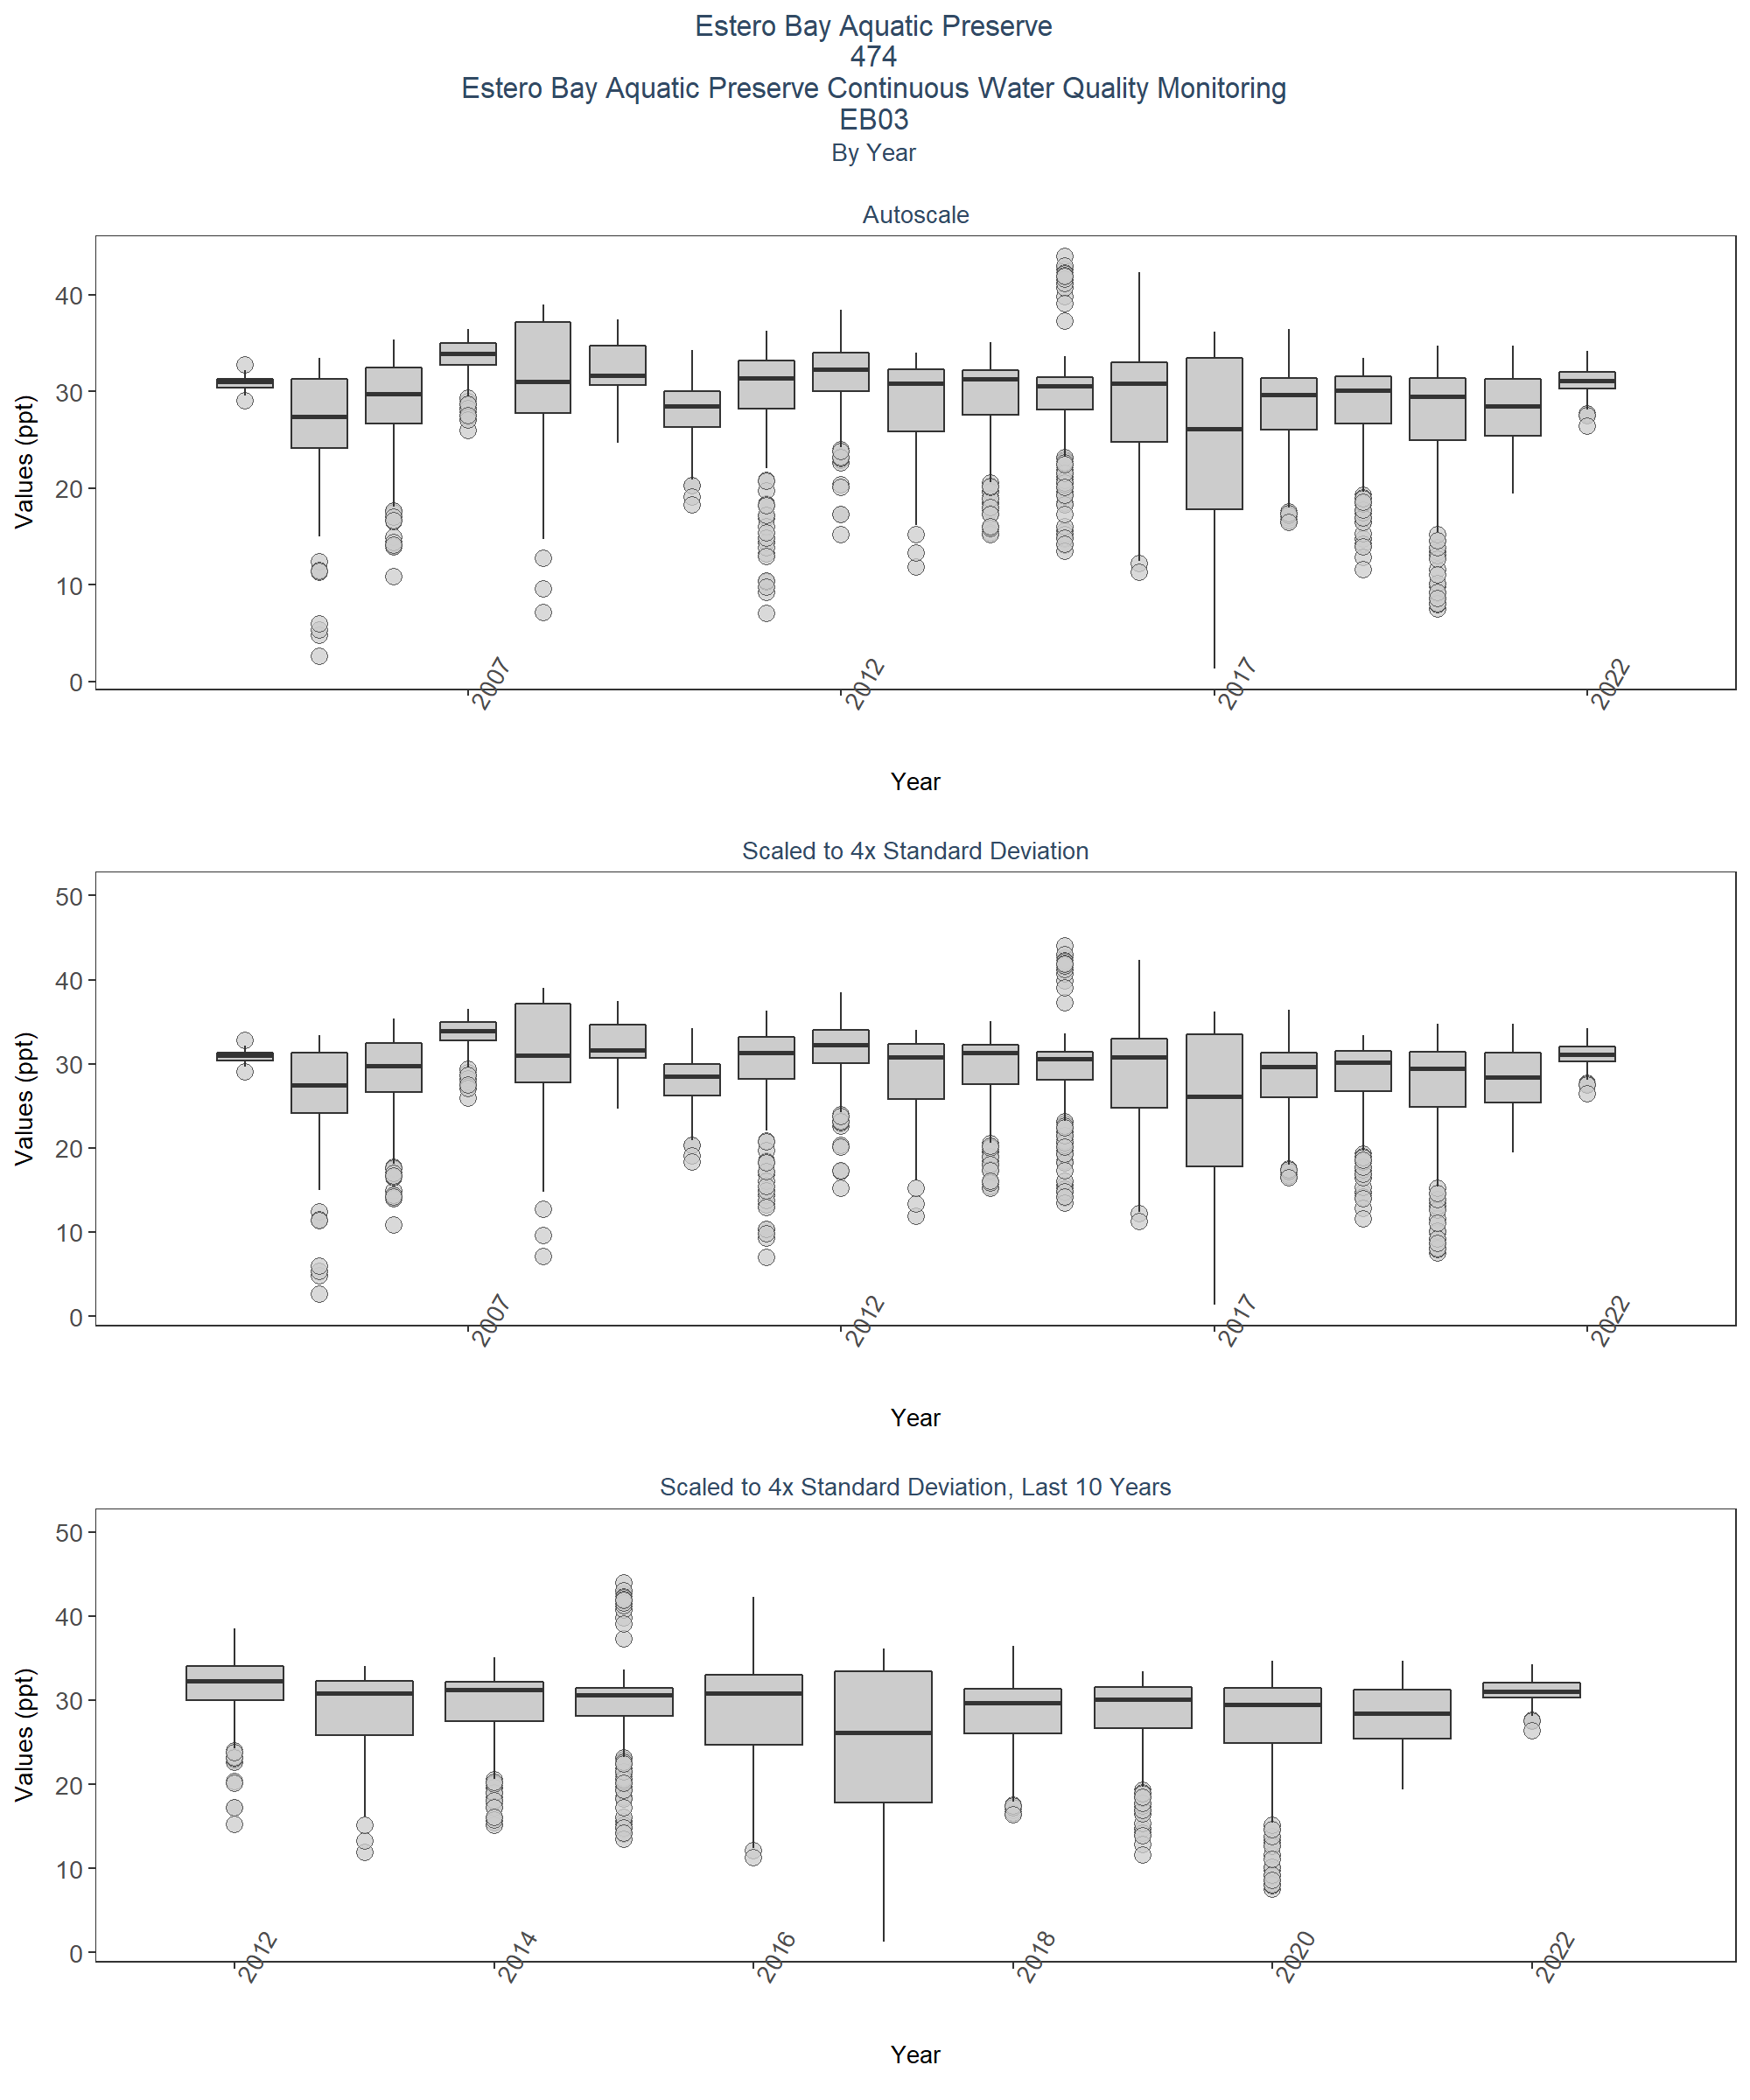 Estero Bay Aquatic Preserve
474
Estero Bay Aquatic Preserve Continuous Water Quality Monitoring
EB03
By Year
Autoscale
Values (ppt)
40
30
20
10
0
2007
2012
2017
2022
Year
Scaled to 4x Standard Deviation
Values (ppt)
50
40
30
20
10
0
2007
2012
2017
2022
Year
Scaled to 4x Standard Deviation, Last 10 Years
Values (ppt)
50
40
30
20
10
0
2012
2014
2016
2018
2020
2022
Year